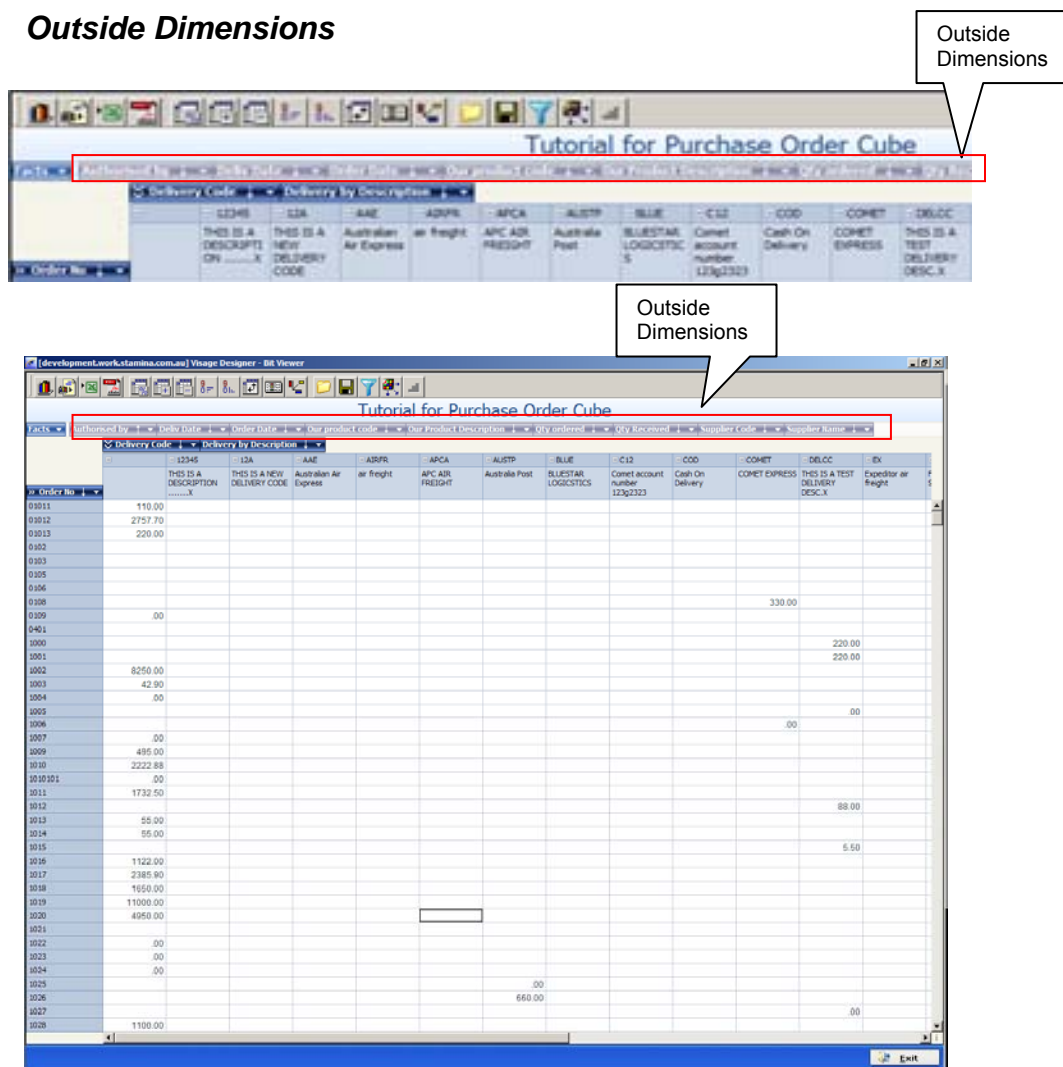 Outside Dimensions
Outside
Dimensions
Tutorial for Purchase Order Cube
Facts
Delivery Code Delivery by Description
12345 12A AAE AIRFR APCA AUSTP BLUE C12 COD COMET DELCC
THIS IS A DESCRIPTI ON .......X THIS IS A NEW DELIVERY CODE Australian Air Express air freight APC AIR FREIGHT Australia Post BLUESTAR LOGICSTIC S Comet account number 123g2323 Cash On Delivery COMET EXPRESS THIS IS A TEST DELIVERY DESC.X
» Order No
Outside
Dimensions
[development.work.stamina.com.au] Visage Designer - Bit Viewer
Tutorial for Purchase Order Cube
Facts Authorised by Deliv Date Order Date Our product code Our Product Description Qty ordered Qty Received Supplier Code Supplier Name
Delivery Code Delivery by Description
12345 12A AAE AIRFR APCA AUSTP BLUE C12 COD COMET DELCC EX
THIS IS A DESCRIPTION .......X THIS IS A NEW DELIVERY CODE Australian Air Express air freight APC AIR FREIGHT Australia Post BLUESTAR LOGICSTICS Comet account number 123g2323 Cash On Delivery COMET EXPRESS THIS IS A TEST DELIVERY DESC.X Expeditor air freight
» Order No
01011 110.00
01012 2757.70
01013 220.00
0102
0103
0105
0106
0108 330.00
0109 .00
0401
1000 220.00
1001 220.00
1002 8250.00
1003 42.90
1004 .00
1005 .00
1006 .00
1007 .00
1009 495.00
1010 2222.88
1010101 .00
1011 1732.50
1012 88.00
1013 55.00
1014 55.00
1015 5.50
1016 1122.00
1017 2385.90
1018 1650.00
1019 11000.00
1020 4950.00
1021
1022 .00
1023 .00
1024 .00
1025 .00
1026 660.00
1027 .00
1028 1100.00
Exit